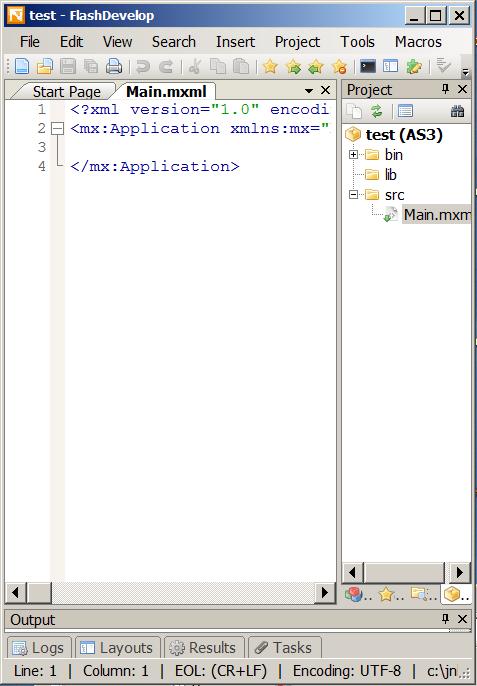 test - FlashDevelop
File Edit View Search Insert Project Tools Macros
Start Page Main.mxml
Project
1 <?xml version="1.0" encodi
2 <mx:Application xmlns:mx="
3
4 </mx:Application>
test (AS3)
bin
lib
src
Main.mxm
Output
Logs Layouts Results Tasks
Line: 1 | Column: 1 | EOL: (CR+LF) | Encoding: UTF-8 | c:\jn